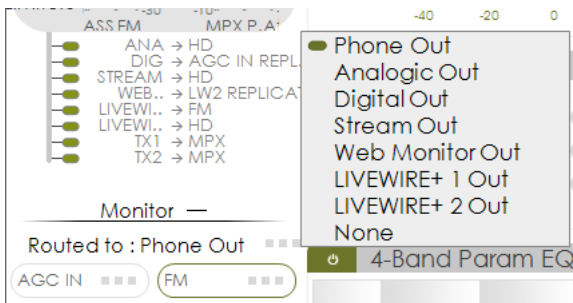 -30 -10
ASS FM MPX P.
ANA → HD
DIG → AGC IN REPL
STREAM → HD
WEB.. → LW2 REPLICAT
LIVEWI.. → FM
LIVEWI.. → HD
TX1 → MPX
TX2 → MPX
Monitor —
Routed to : Phone Out
AGC IN
FM
-40 -20 0
Phone Out
Analogic Out
Digital Out
Stream Out
Web Monitor Out
LIVEWIRE+ 1 Out
LIVEWIRE+ 2 Out
None
4-Band Param EQ